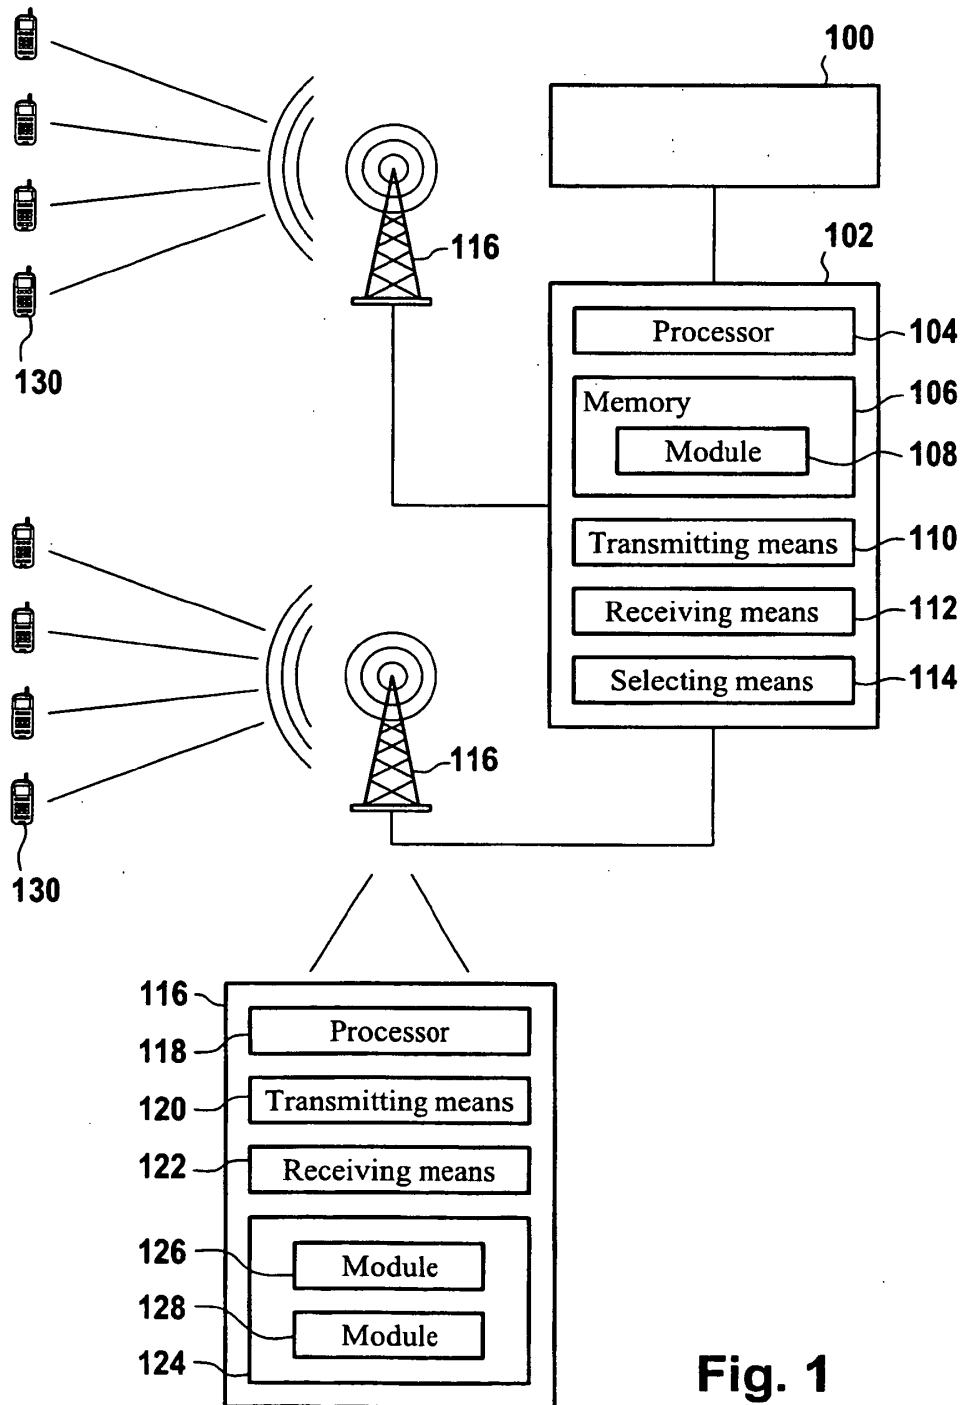 100
116
102
Processor
104
130
Memory
106
Module
108
Transmitting means
110
Receiving means
112
Selecting means
114
116
130
116
Processor
118
Transmitting means
120
Receiving means
122
Module
126
Module
128
124
Fig. 1